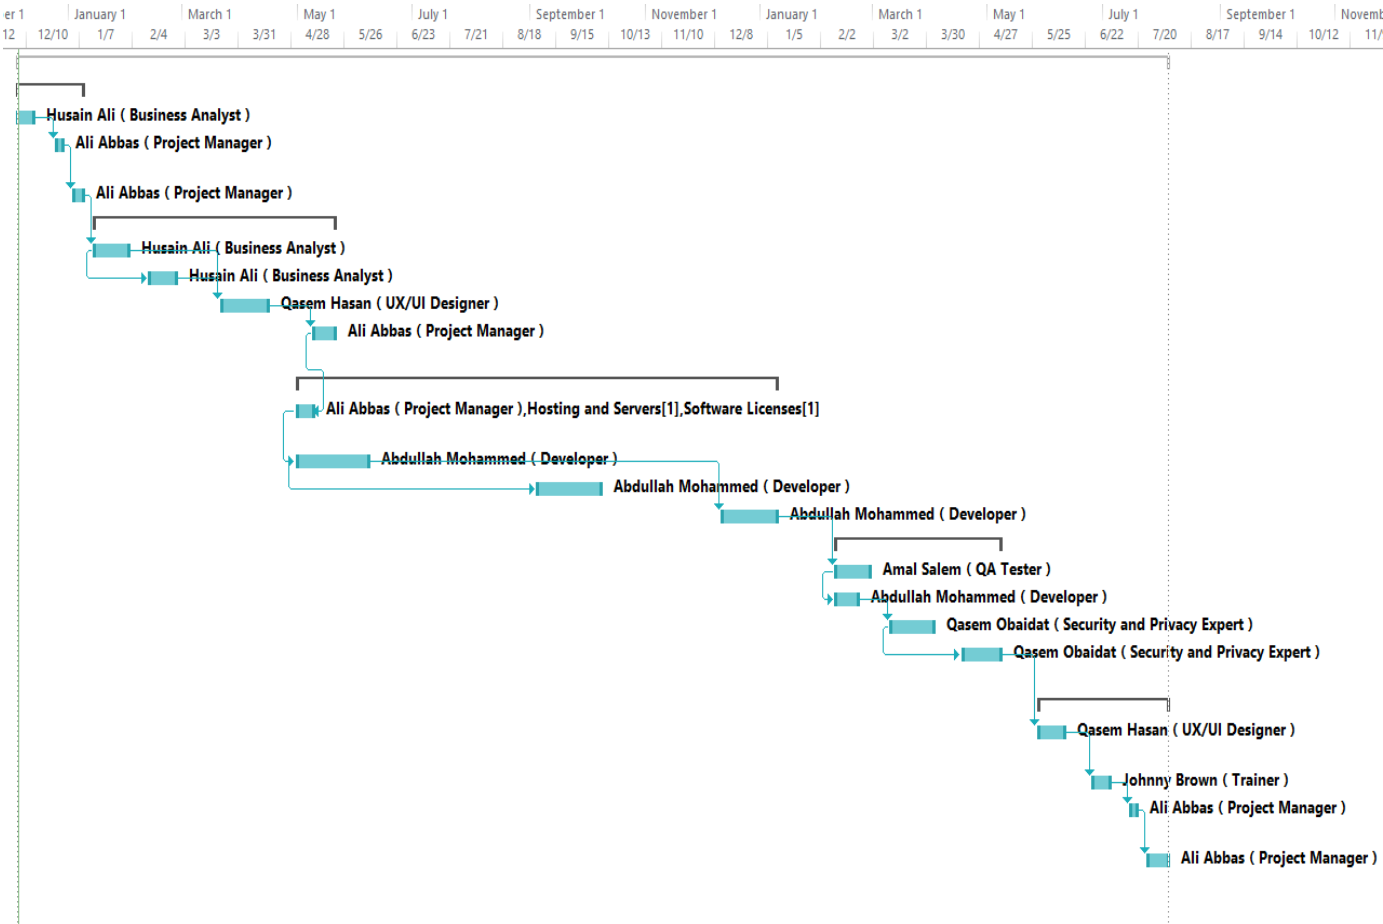 er 1 January 1 March 1 May 1 July 1 September 1 November 1 January 1 March 1 May 1 July 1 September 1 Novemb
12 12/10 1/7 2/4 3/3 3/31 4/28 5/26 6/23 7/21 8/18 9/15 10/13 11/10 12/8 1/5 2/2 3/2 3/30 4/27 5/25 6/22 7/20 8/17 9/14 10/12 11/
Husain Ali ( Business Analyst )
Ali Abbas ( Project Manager )
Ali Abbas ( Project Manager )
Husain Ali ( Business Analyst )
Husain Ali ( Business Analyst )
Qasem Hasan ( UX/UI Designer )
Ali Abbas ( Project Manager )
Ali Abbas ( Project Manager ),Hosting and Servers[1],Software Licenses[1]
Abdullah Mohammed ( Developer )
Abdullah Mohammed ( Developer )
Abdullah Mohammed ( Developer )
Amal Salem ( QA Tester )
Abdullah Mohammed ( Developer )
Qasem Obaidat ( Security and Privacy Expert )
Qasem Obaidat ( Security and Privacy Expert )
Qasem Hasan ( UX/UI Designer )
Johnny Brown ( Trainer )
Ali Abbas ( Project Manager )
Ali Abbas ( Project Manager )